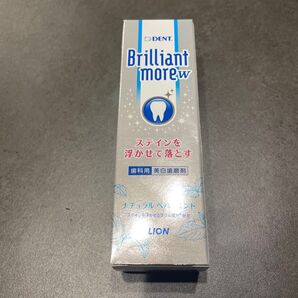 DENT.
Brilliant
more W
ステインを
浮かせて落とす
歯科用 美白歯磨剤
ナチュラルペパーミント
LION